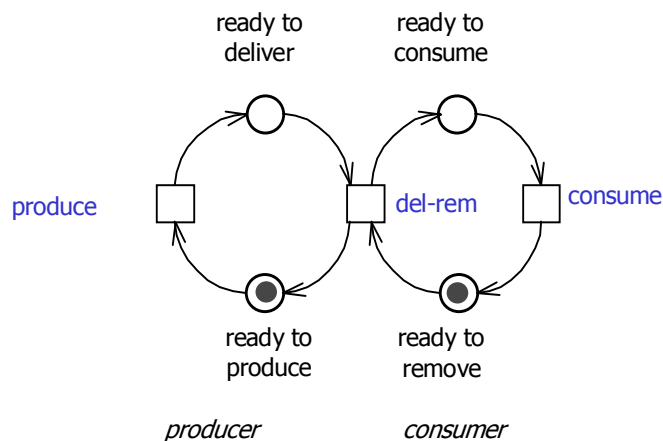 ready to
deliver
ready to
consume
produce
del-rem
consume
ready to
produce
ready to
remove
producer
consumer